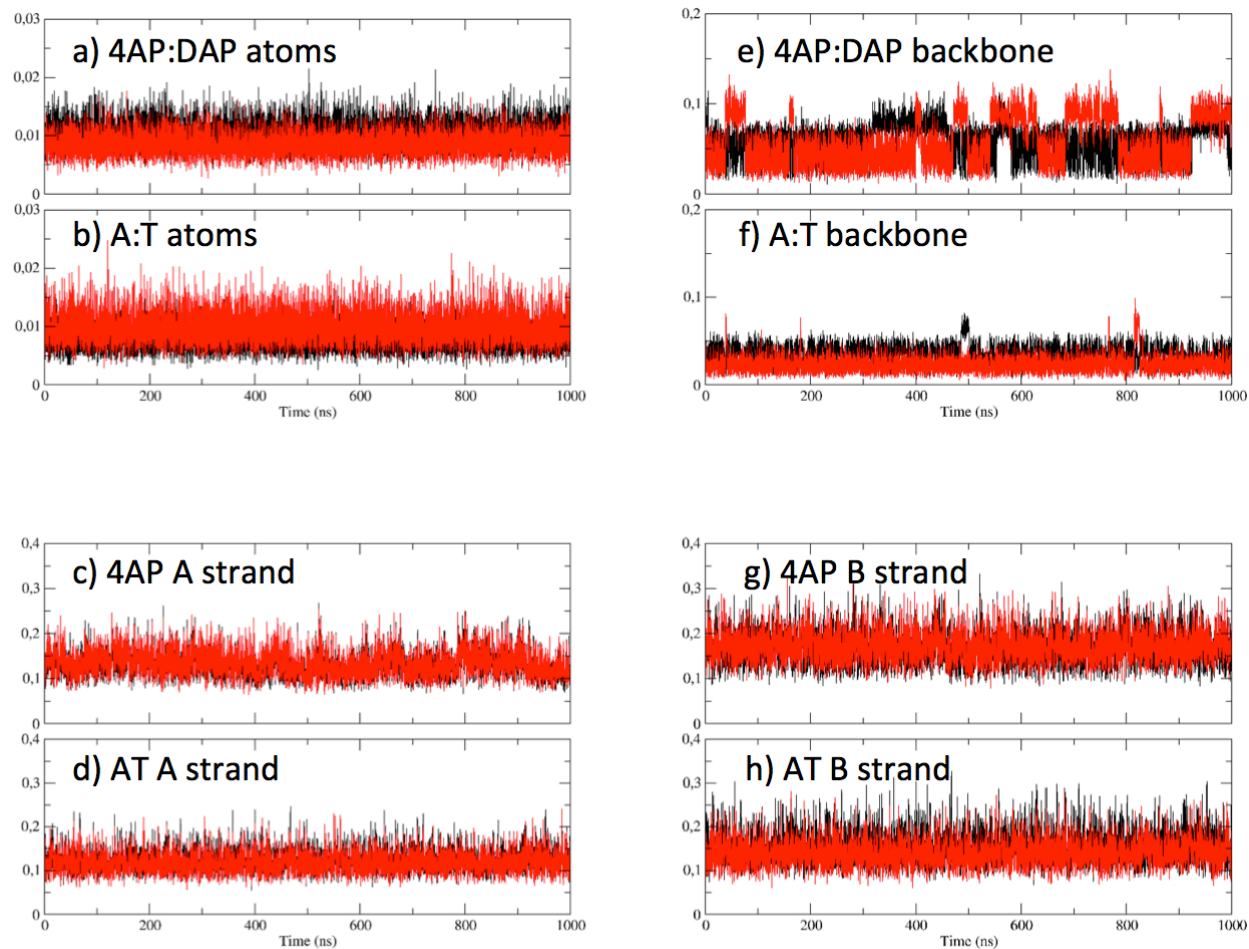 0,03
a) 4AP:DAP atoms
0,02
0,01
0
0,03
b) A:T atoms
0,02
0,01
0
0 200 400 600 800 1000
Time (ns)
0,2
e) 4AP:DAP backbone
0,1
0
0,2
f) A:T backbone
0,1
0
0 200 400 600 800 1000
Time (ns)
0,4
c) 4AP A strand
0,3
0,2
0,1
0
0,4
d) AT A strand
0,3
0,2
0,1
0
0 200 400 600 800 1000
Time (ns)
0,4
g) 4AP B strand
0,3
0,2
0,1
0
0,4
h) AT B strand
0,3
0,2
0,1
0
0 200 400 600 800 1000
Time (ns)